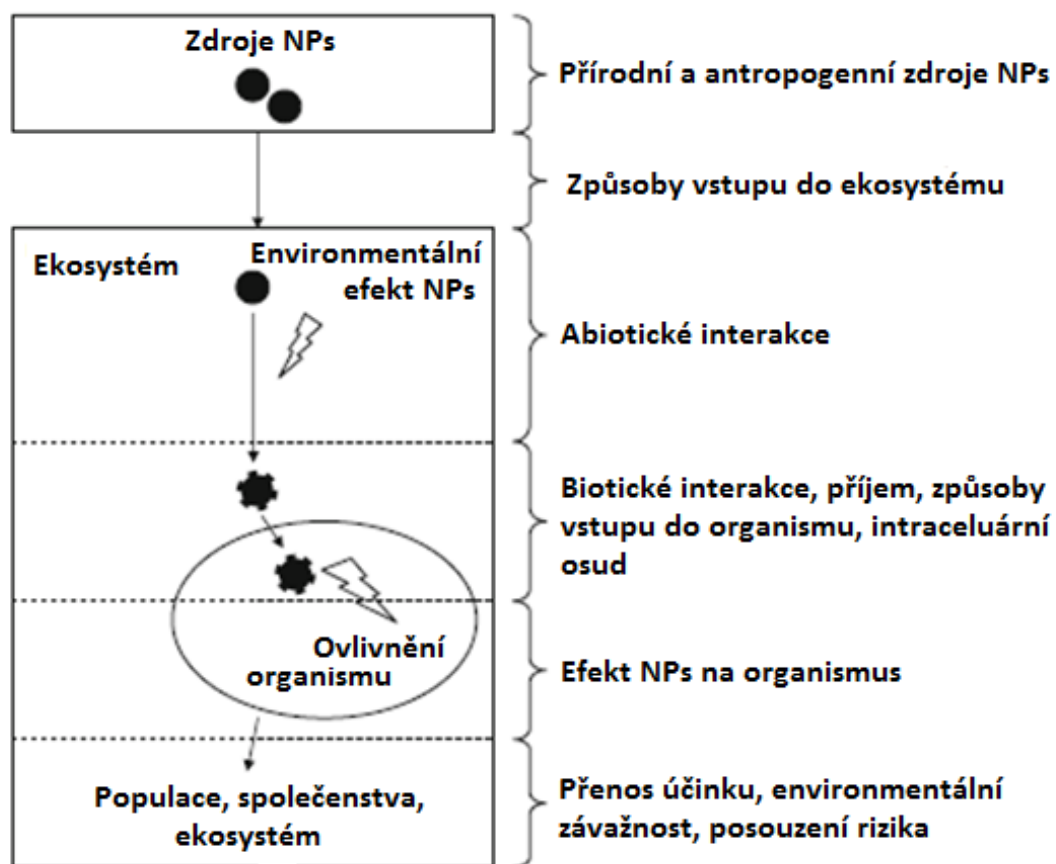 Zdroje NPs
Přírodní a antropogenní zdroje NPs
Způsoby vstupu do ekosystému
Ekosystém
Environmentální
efekt NPs
Abiotické interakce
Biotické interakce, příjem, způsoby
vstupu do organismu, intraceluární
osud
Ovlivnění
organismu
Efekt NPs na organismus
Populace, společenstva,
ekosystém
Přenos účinku, environmentální
závažnost, posouzení rizika